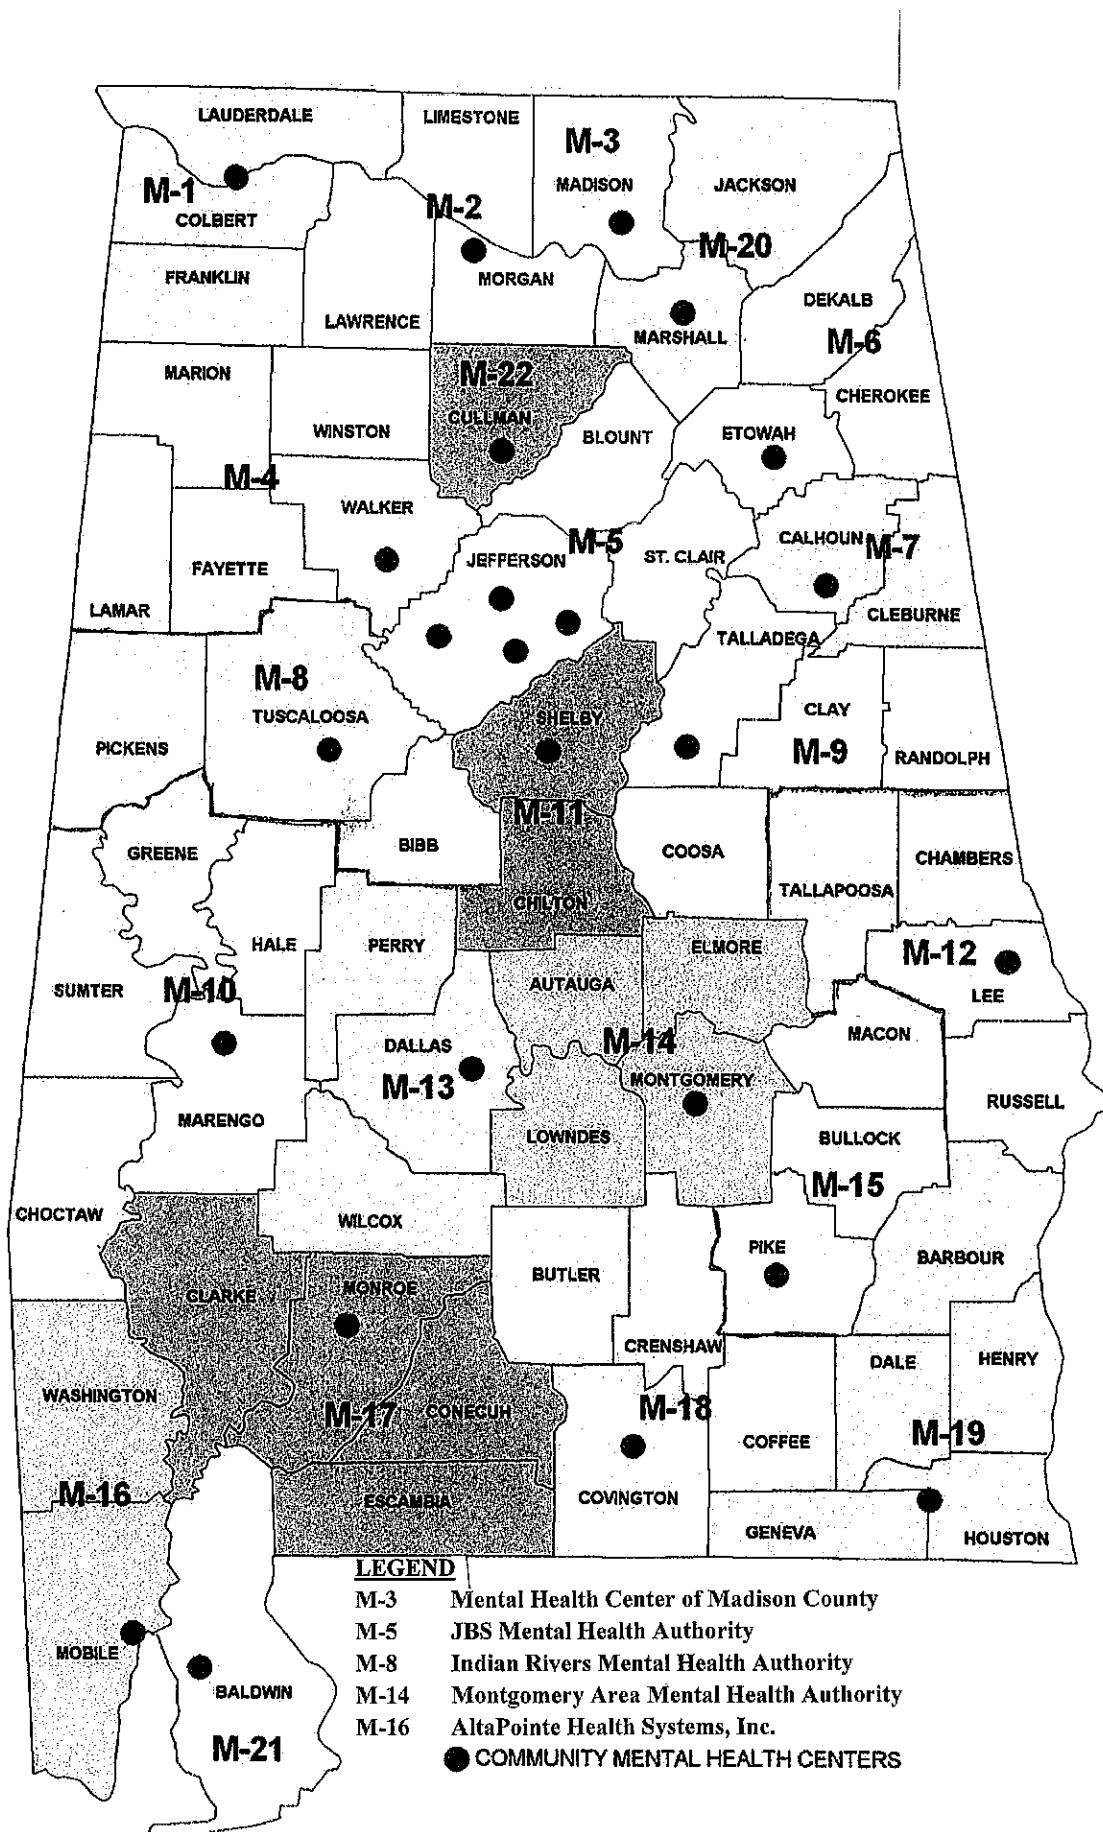 LAUDERDALE
LIMESTONE
M-3
MADISON
JACKSON
M-1
COLBERT
M-2
M-20
FRANKLIN
MORGAN
DEKALB
LAWRENCE
MARSHALL
M-6
MARION
M-22
CULLMAN
CHEROKEE
WINSTON
BLOUNT
ETOWAH
M-4
WALKER
M-5
CALHOUN
M-7
JEFFERSON
ST. CLAIR
FAYETTE
LAMAR
CLEBURNE
TALLADEGA
M-8
TUSCALOOSA
SHELBY
CLAY
PICKENS
M-9
RANDOLPH
M-11
BIBB
GREENE
COOSA
CHAMBERS
TALLAPOOSA
CHILTON
HALE
PERRY
ELMORE
M-12
SUMTER
M-10
AUTAUGA
LEE
DALLAS
M-14
MACON
M-13
MONTGOMERY
RUSSELL
MARENGO
LOWNDES
BULLOCK
M-15
CHOCTAW
WILCOX
PIKE
BARBOUR
BUTLER
CLARKE
MONROE
CRENSHAW
DALE
HENRY
WASHINGTON
M-17
CONECUH
M-18
M-19
COFFEE
M-16
ESCAMBIA
COVINGTON
GENEVA
HOUSTON
MOBILE
BALDWIN
M-21
LEGEND
M-3 Mental Health Center of Madison County
M-5 JBS Mental Health Authority
M-8 Indian Rivers Mental Health Authority
M-14 Montgomery Area Mental Health Authority
M-16 AltaPointe Health Systems, Inc.
COMMUNITY MENTAL HEALTH CENTERS